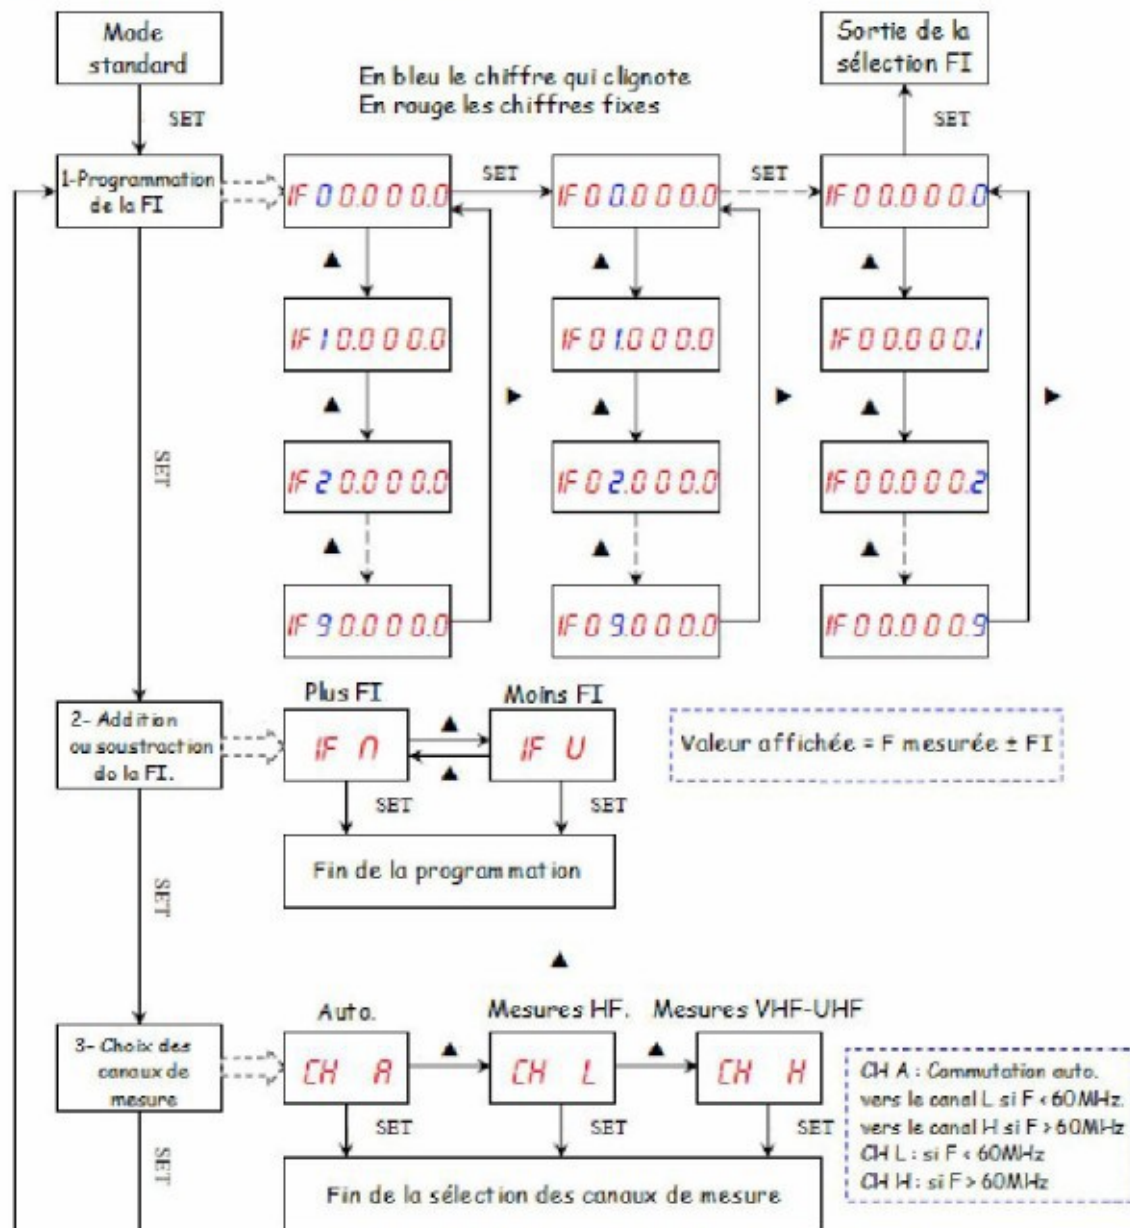 Mode
standard
Sortie de la
sélection FI
En bleu le chiffre qui clignote
En rouge les chiffres fixes
SET
SET
1-Programmation
de la FI
IF 0 0.0 0 0.0
SET
IF 0 0.0 0 0.0
SET
IF 0 0.0 0 0.0
▲
▲
▲
IF 1 0.0 0 0.0
IF 0 1.0 0 0.0
IF 0 0.0 0 0.1
▲
►
▲
►
▲
►
SET
IF 2 0.0 0 0.0
IF 0 2.0 0 0.0
IF 0 0.0 0 0.2
▲
▲
▲
IF 9 0.0 0 0.0
IF 0 9.0 0 0.0
IF 0 0.0 0 0.9
Plus FI
Moins FI
2- Addition
ou soustraction
de la FI.
IF n
▲
▲
IF U
Valeur affichée = F mesurée ± FI
SET
SET
Fin de la programmation
SET
▲
Auto.
Mesures HF.
Mesures VHF-UHF
3- Choix des
canaux de
mesure
CH A
▲
CH L
▲
CH H
CH A : Commutation auto.
vers le canal L si F < 60MHz.
vers le canal H si F > 60MHz
CH L : si F < 60MHz
CH H : si F > 60MHz
SET
SET
SET
SET
Fin de la sélection des canaux de mesure